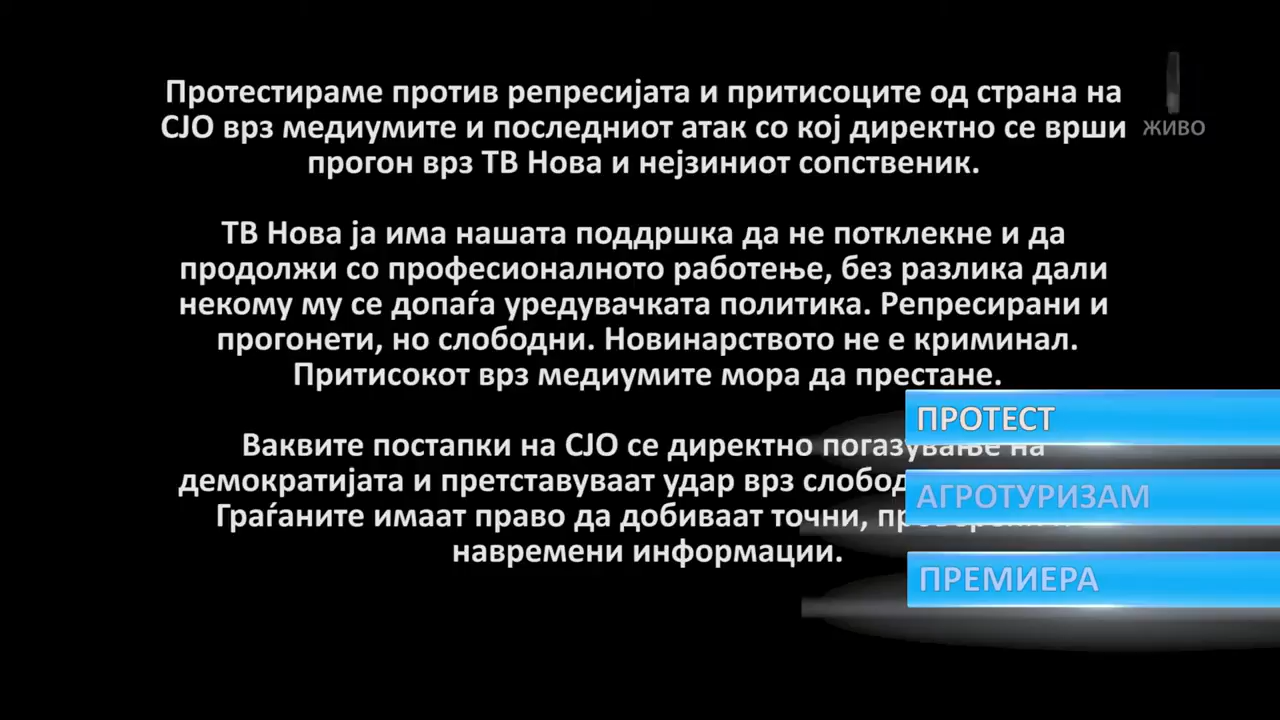 Протестираме против репресијата и притисоците од страна на
СЈО врз медиумите и последниот атак со кој директно се врши
прогон врз ТВ Нова и нејзиниот сопственик.
ЖИВО
ТВ Нова ја има нашата поддршка да не потклекне и да
продолжи со професионалното работење, без разлика дали
некому му се допаѓа уредувачката политика. Репресирани и
прогонети, но слободни. Новинарството не е криминал.
Притисокот врз медиумите мора да престане.
Ваквите постапки на СЈО се директно погазување на
демократијата и претставуваат удар врз
Граѓаните имаат право да добиваат точни,
навремени информации.
ПРОТЕСТ
АГРОТУРИЗАМ
ПРЕМИЕРА